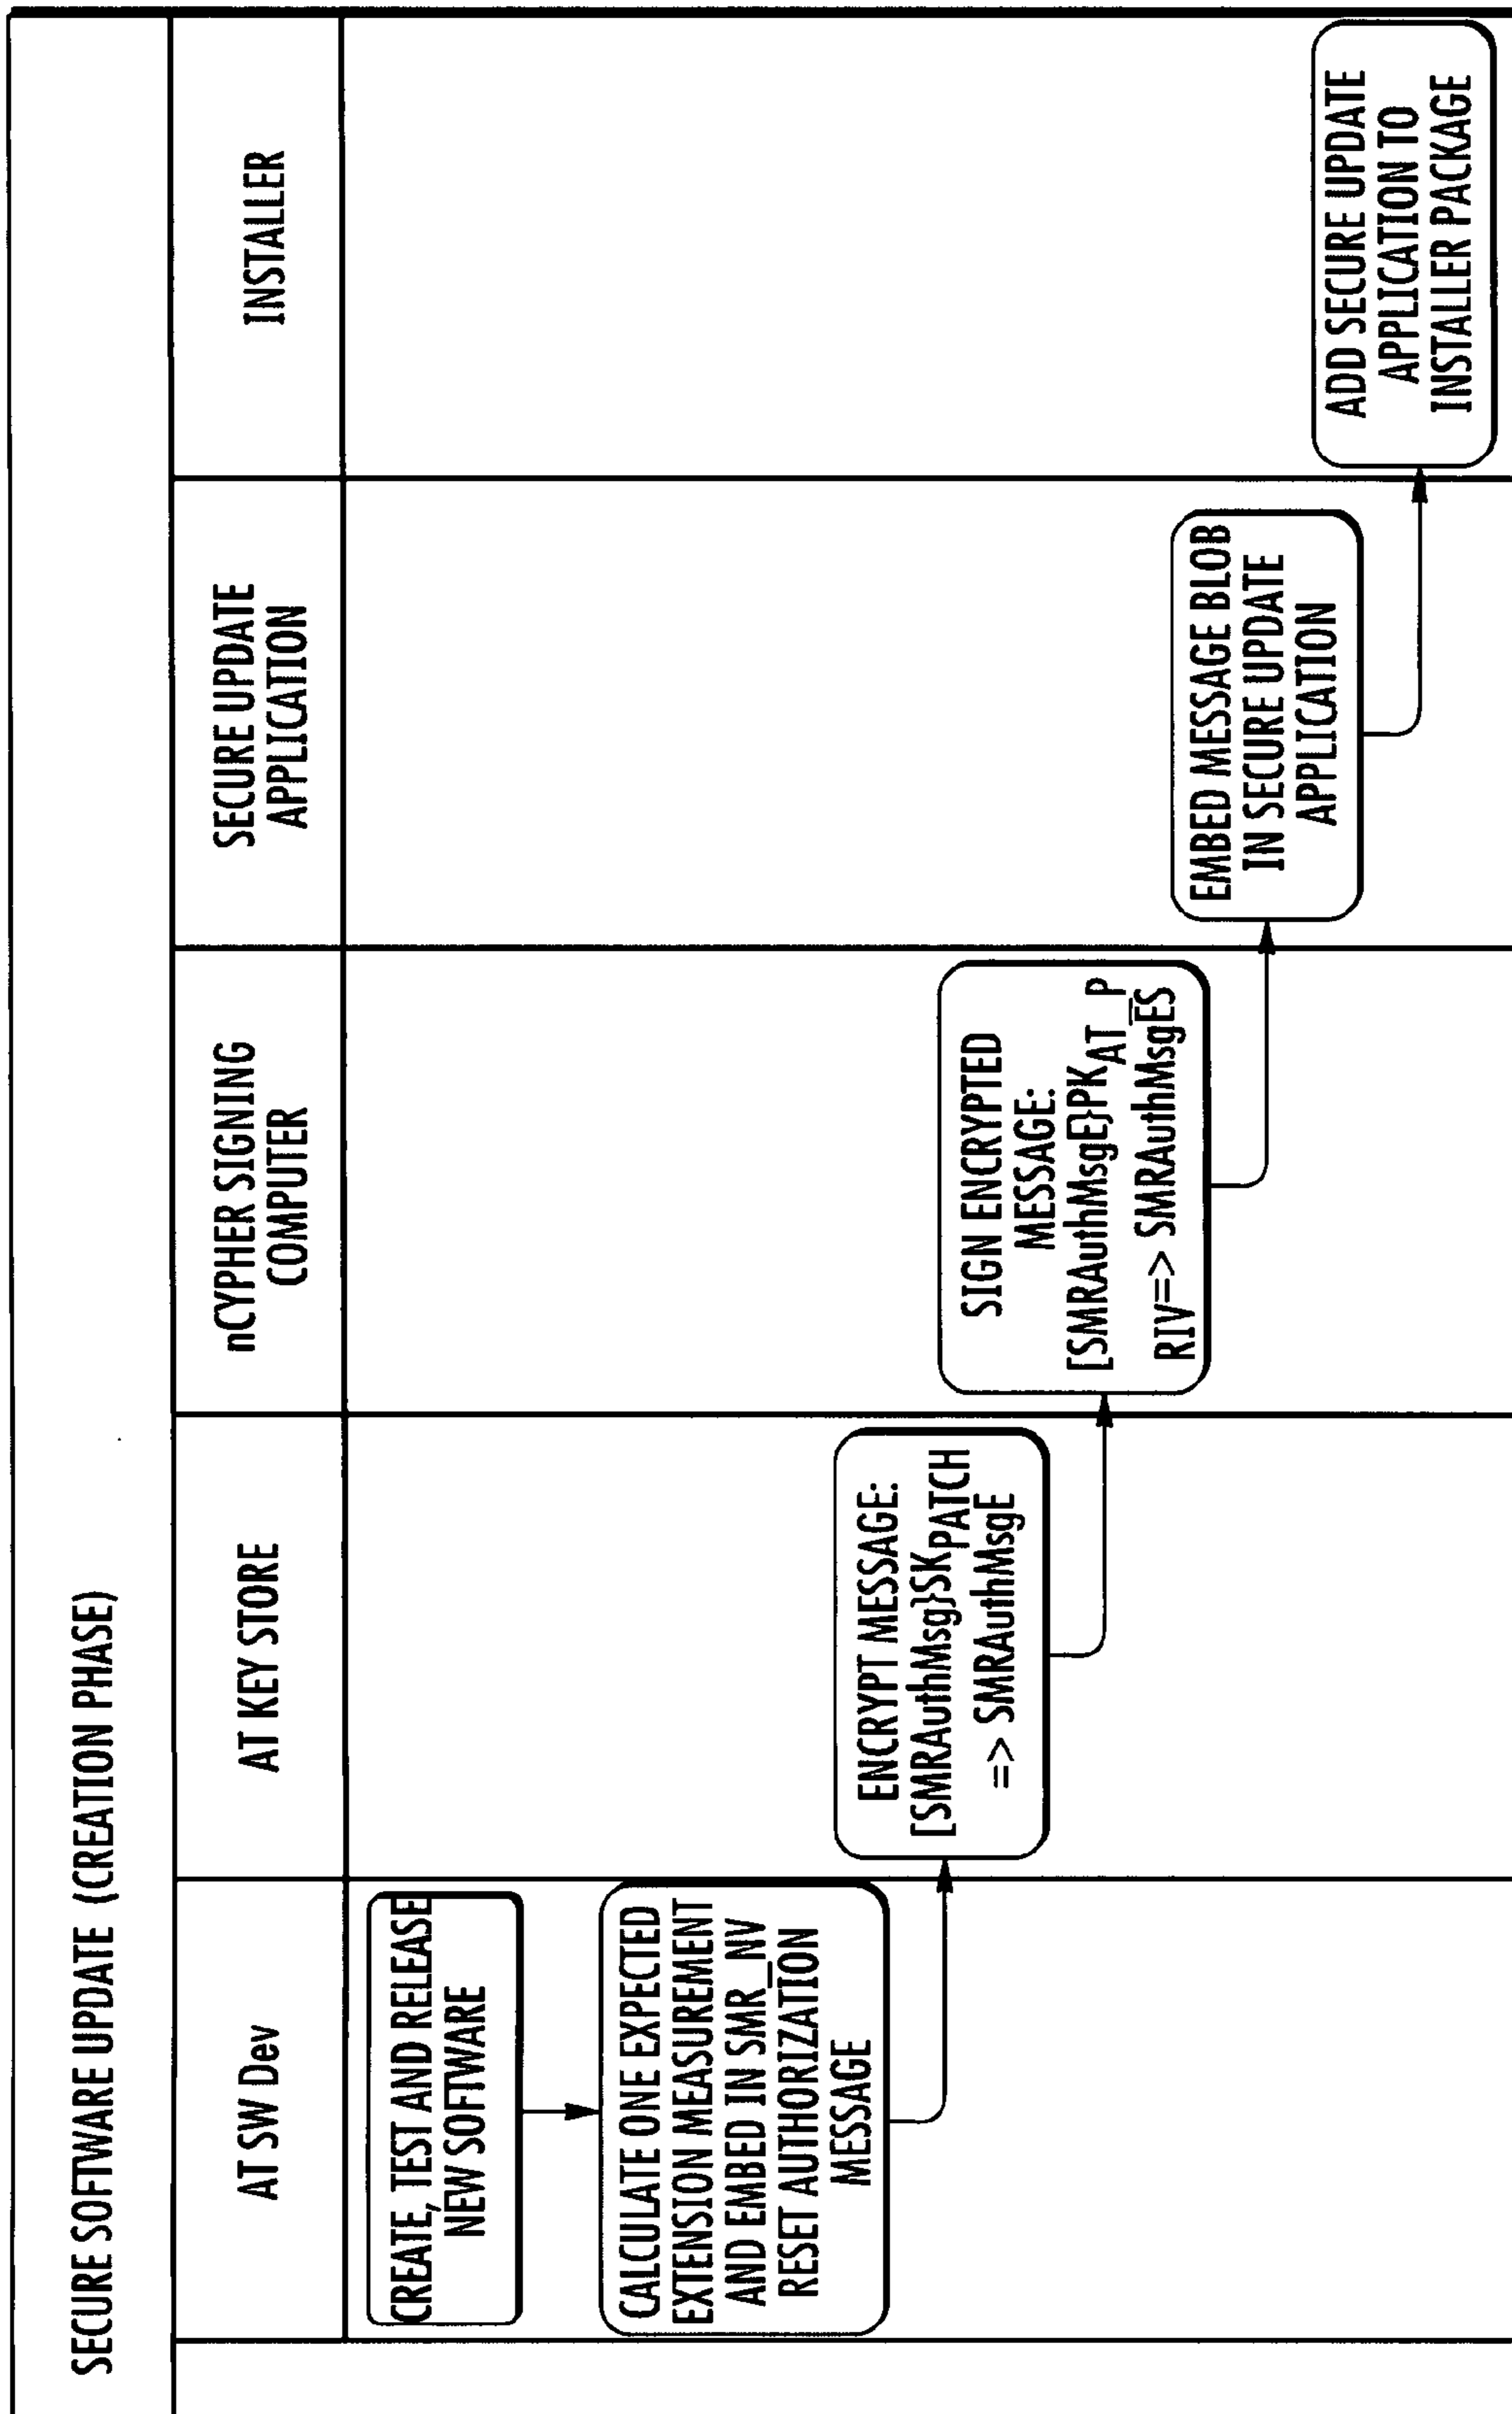 SECURE SOFTWARE UPDATE (CREATION PHASE)
AT SW Dev
AT KEY STORE
nCYPHER SIGNING
COMPUTER
SECURE UPDATE
APPLICATION
INSTALLER
CREATE, TEST AND RELEASE
NEW SOFTWARE
CALCULATE ONE EXPECTED
EXTENSION MEASUREMENT
AND EMBED IN SMR_NV
RESET AUTHORIZATION
MESSAGE
ENCRYPT MESSAGE:
[SMRAuthMsg}SKPATCH
=> SMRAuthMsgE
SIGN ENCRYPTED
MESSAGE:
[SMRAuthMsgE}PKAT_P
RIV=> SMRAuthMsgES
EMBED MESSAGE BLOB
IN SECURE UPDATE
APPLICATION
ADD SECURE UPDATE
APPLICATION TO
INSTALLER PACKAGE